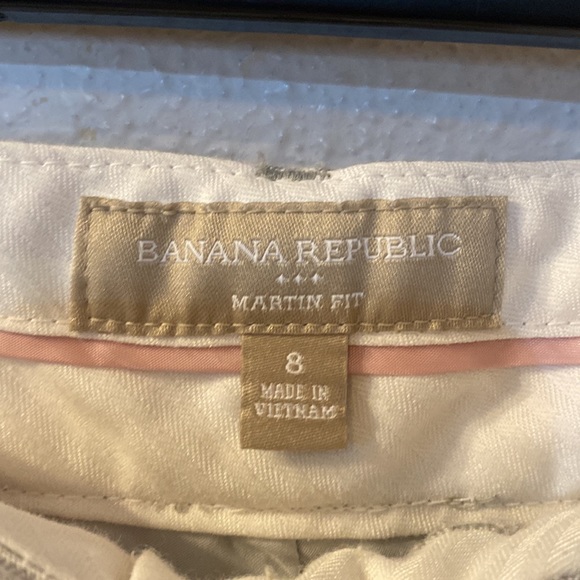 BANANA REPUBLIC
MARTIN FIT
8
MADE IN
VIETNAM